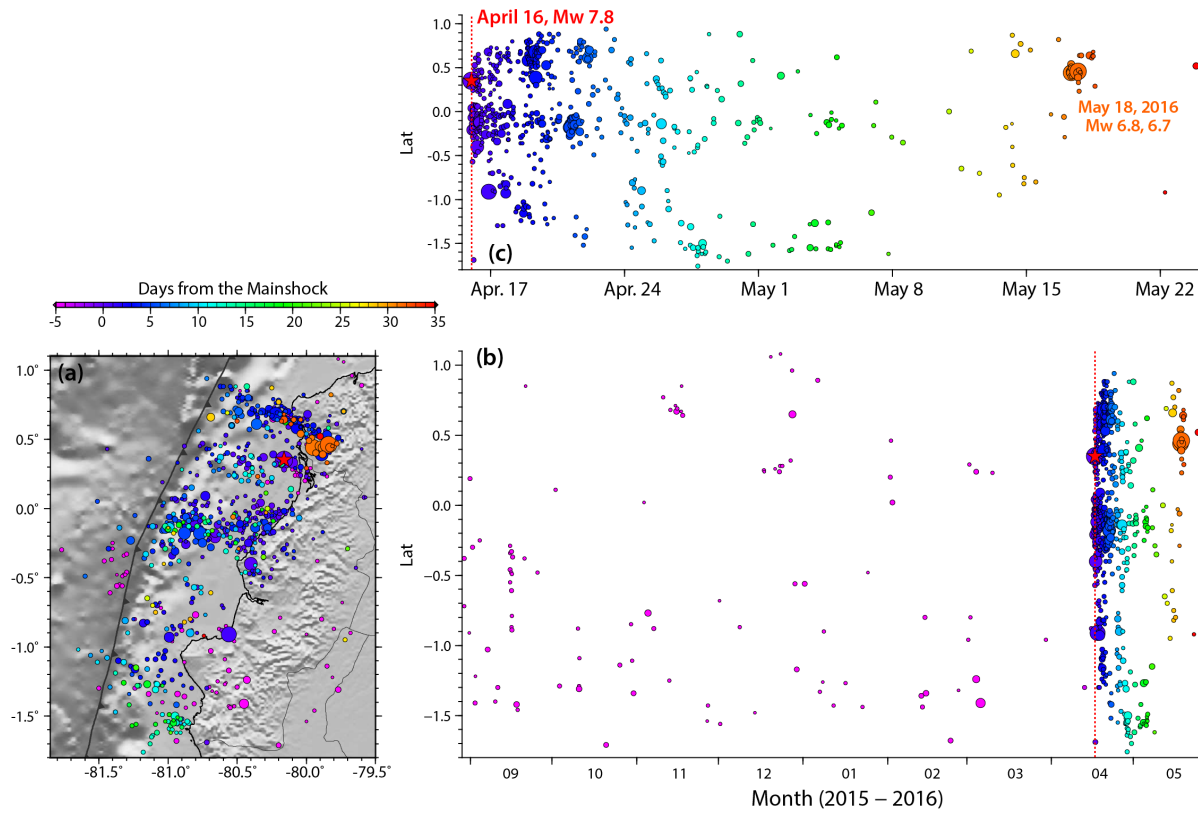 April 16, Mw 7.8
1.0
0.5
0.0
-0.5
-1.0
-1.5
Lat
(c)
May 18, 2016
Mw 6.8, 6.7
Apr. 17 Apr. 24 May 1 May 8 May 15 May 22
Days from the Mainshock
-5 0 5 10 15 20 25 30 35
(a)
1.0°
0.5°
0.0°
-0.5°
-1.0°
-1.5°
-81.5 -81.0 -80.5 -80.0 -79.5
(b)
1.0
0.5
0.0
−0.5
−1.0
−1.5
Lat
09 10 11 12 01 02 03 04 05
Month (2015 − 2016)